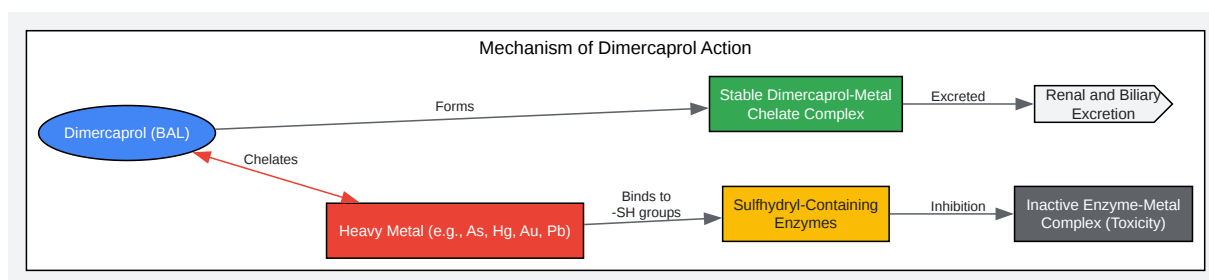 Mechanism of Dimercaprol Action
Dimercaprol (BAL)
Forms
Stable Dimercaprol-Metal
Chelate Complex
Excreted
Renal and Biliary
Excretion
Chelates
Heavy Metal (e.g., As, Hg, Au, Pb)
Binds to
-SH groups
Sulfhydryl-Containing
Enzymes
Inhibition
Inactive Enzyme-Metal
Complex (Toxicity)